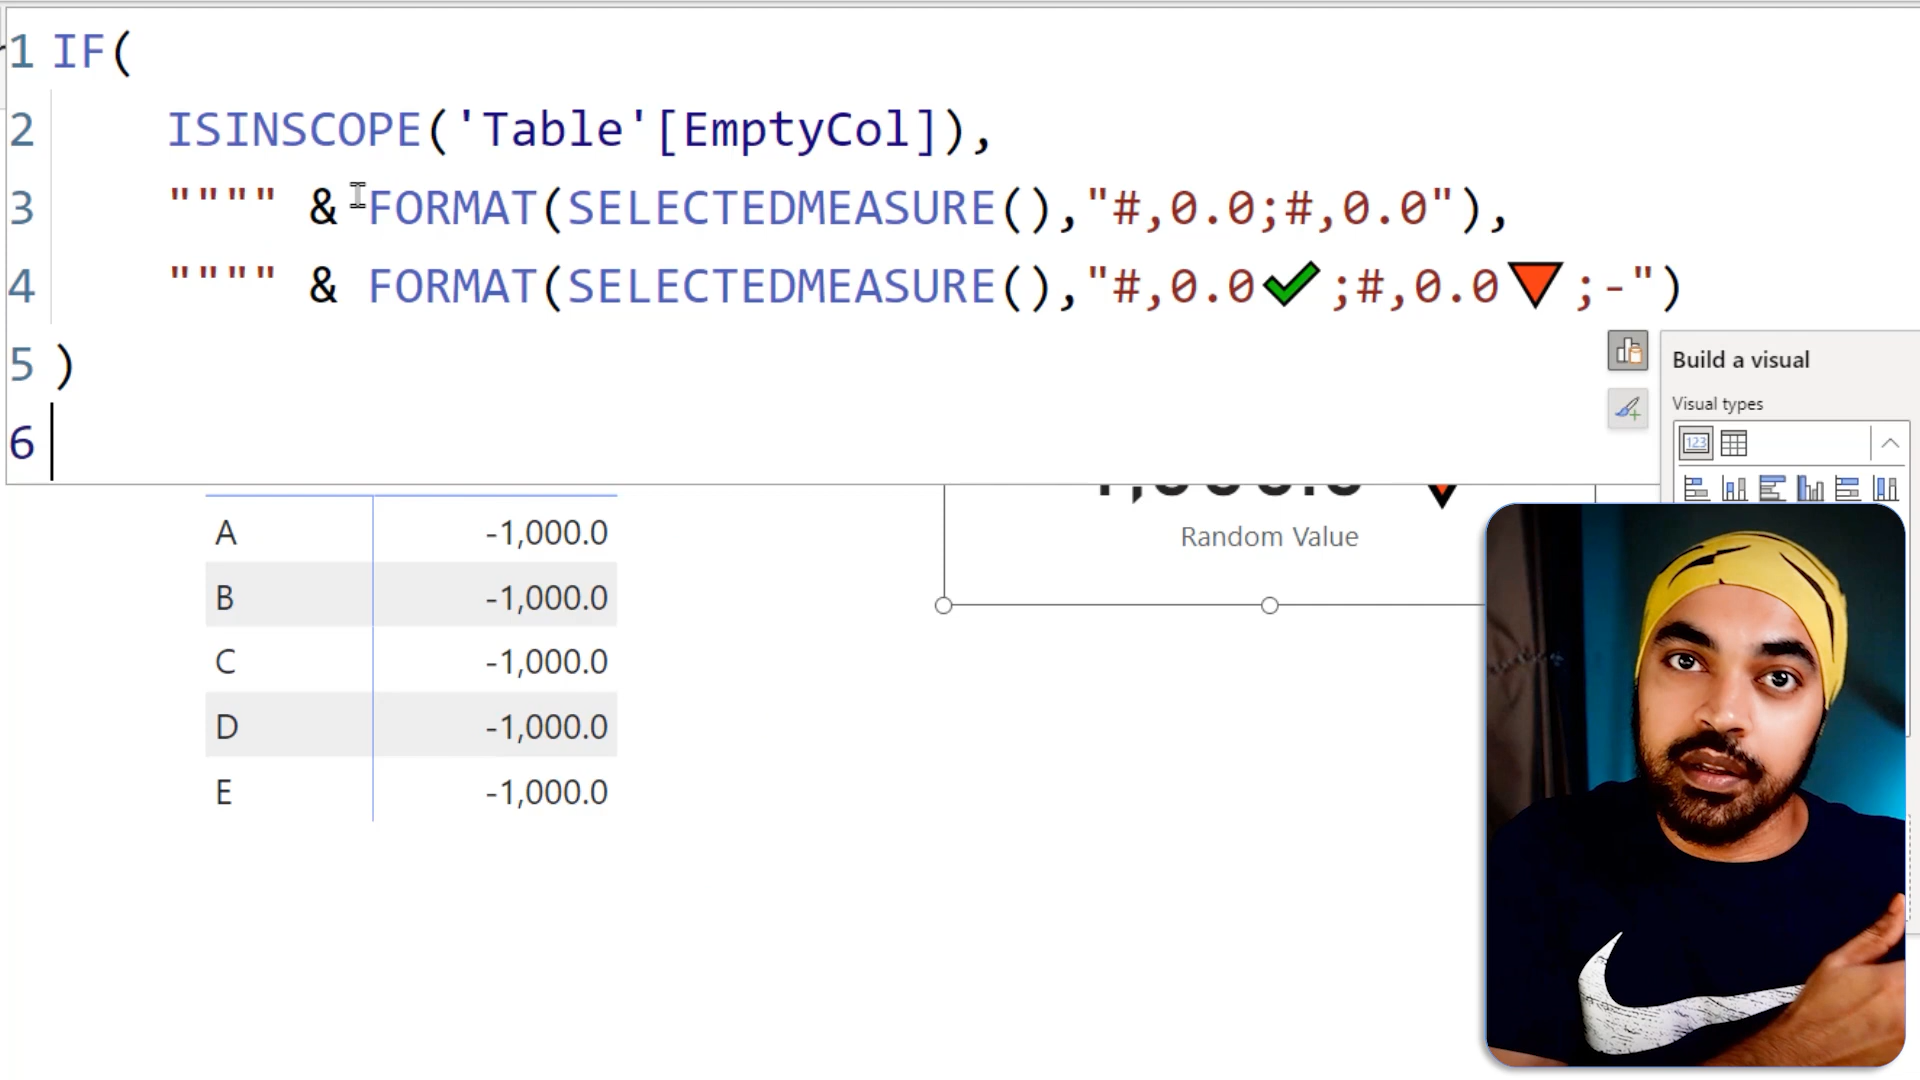 1 IF(
2 ISINSCOPE('Table'[EmptyCol]),
3 """" & FORMAT(SELECTEDMEASURE(),"#,0.0;#,0.0"),
4 """" & FORMAT(SELECTEDMEASURE(),"#,0.0✔;#,0.0🔻;-")
5 )
6
Build a visual
Visual types
123
A -1,000.0
B -1,000.0
C -1,000.0
D -1,000.0
E -1,000.0
Random Value